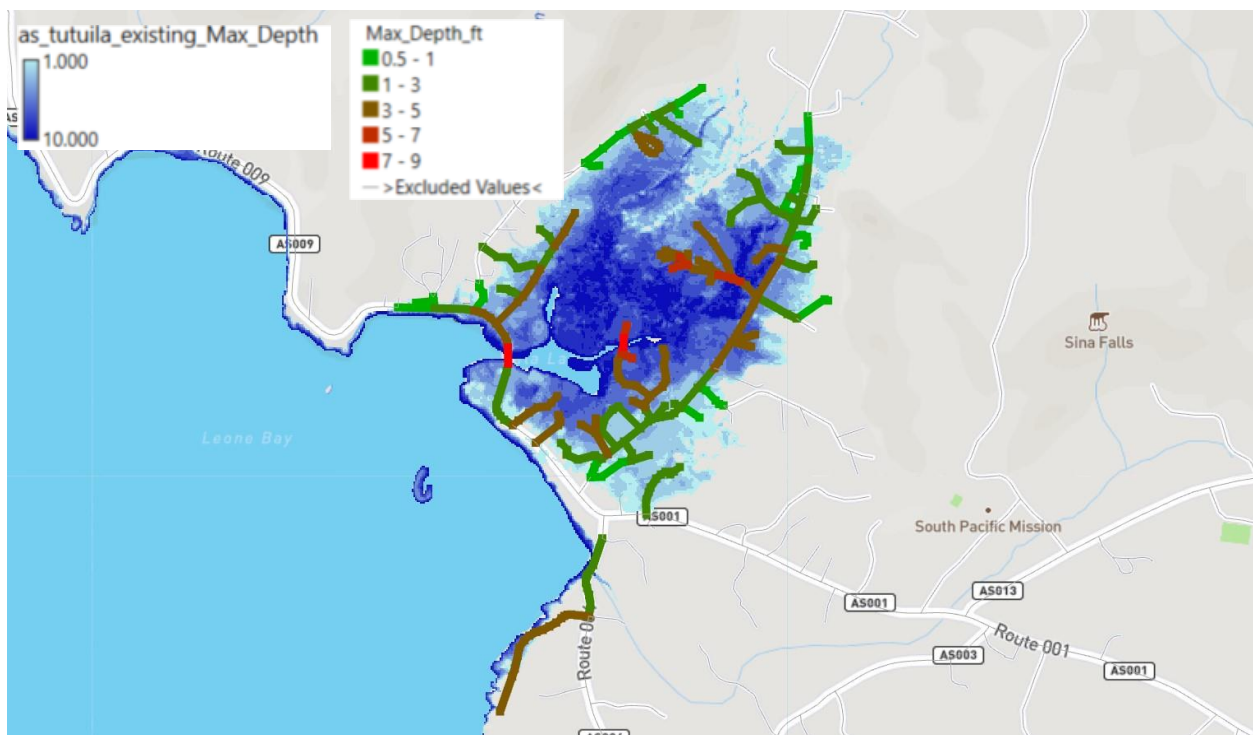 as_tutuila_existing_Max_Depth
1.000
10.000
Max_Depth_ft
0.5 - 1
1 - 3
3 - 5
5 - 7
7 - 9
>Excluded Values<
Route 009
AS009
Sina Falls
Leone Bay
AS001
South Pacific Mission
AS013
AS001
Route 001
AS003
AS001
Route